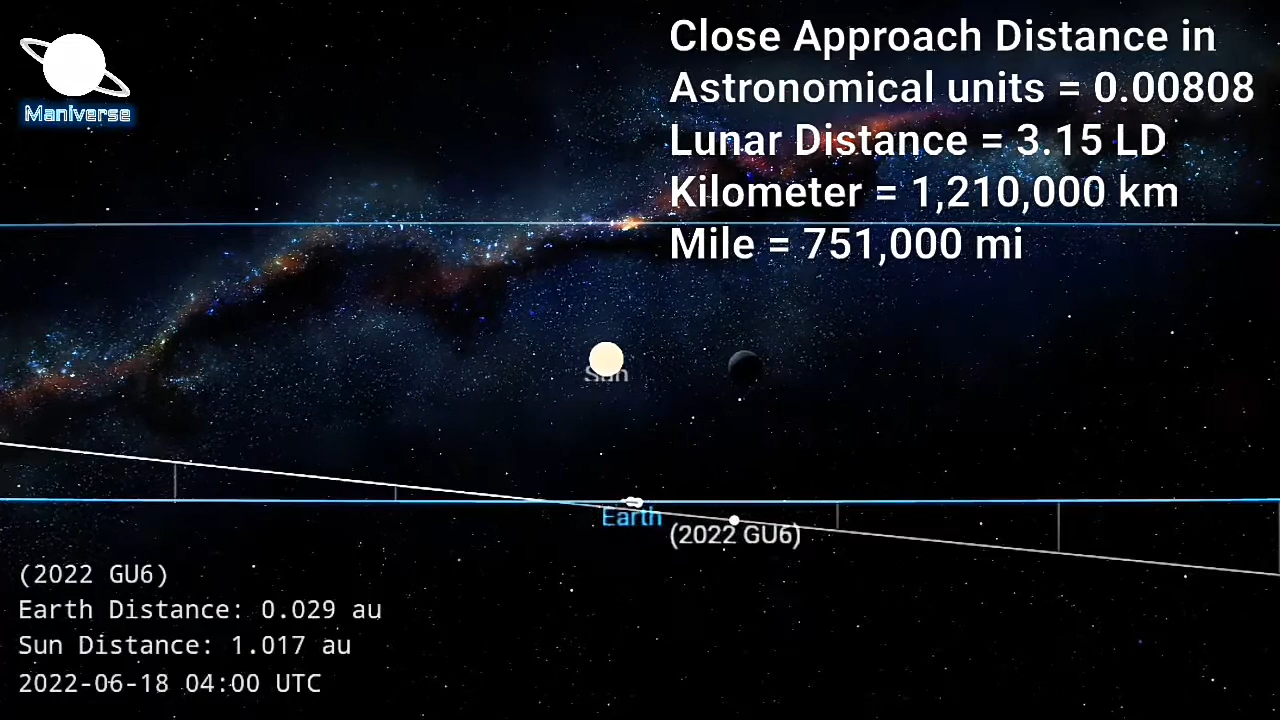 Maniverse
Close Approach Distance in
Astronomical units = 0.00808
Lunar Distance = 3.15 LD
Kilometer = 1,210,000 km
Mile = 751,000 mi
Sun
Earth
(2022 GU6)
(2022 GU6)
Earth Distance: 0.029 au
Sun Distance: 1.017 au
2022-06-18 04:00 UTC